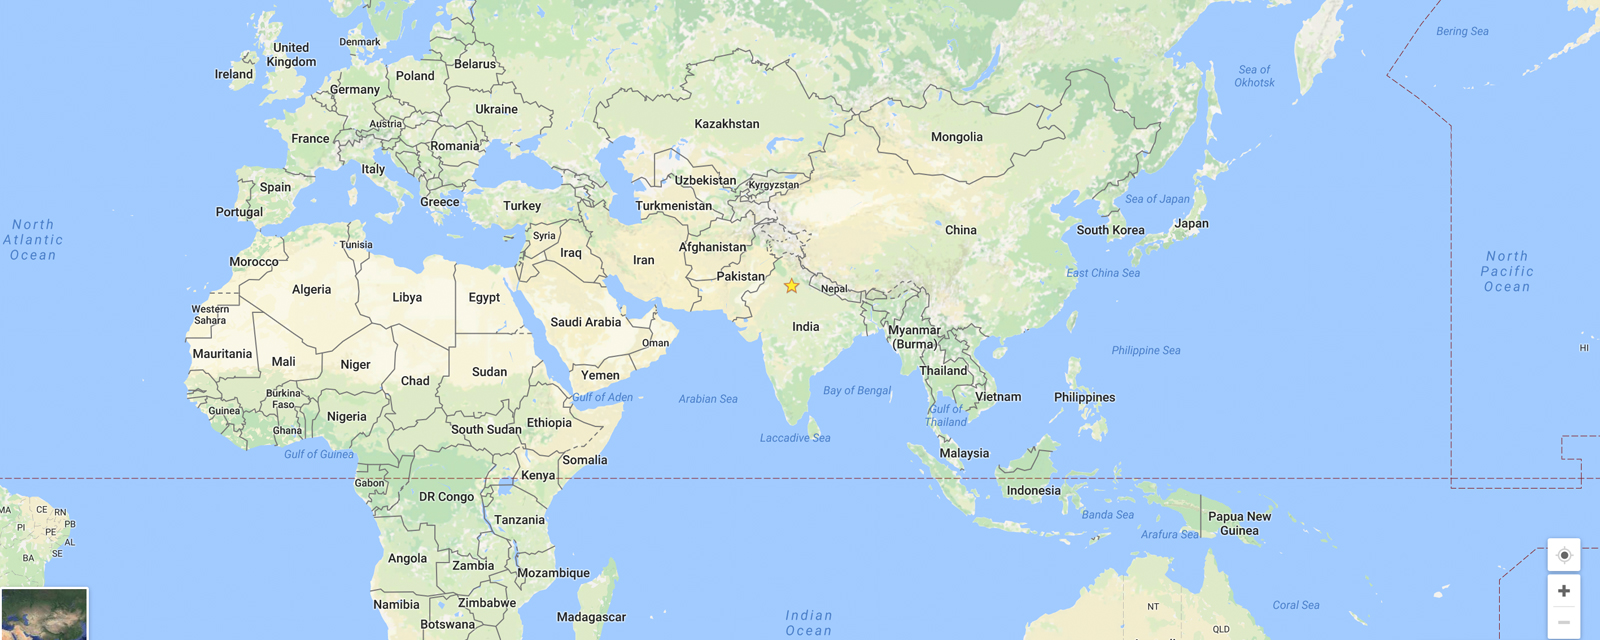 Bering Sea
Denmark
United
Kingdom
Ireland
Belarus
Poland
Germany
Sea of
Okhotsk
Ukraine
Austria
France
Romania
Kazakhstan
Mongolia
Italy
Spain
Uzbekistan
Kyrgyzstan
Greece
Turkey
Turkmenistan
Portugal
Sea of Japan
North
Atlantic
Ocean
Tunisia
Syria
Iraq
Iran
Afghanistan
China
South Korea
Japan
Morocco
Pakistan
East China Sea
North
Pacific
Ocean
Algeria
Libya
Egypt
Nepal
Western
Sahara
Saudi Arabia
India
Myanmar
(Burma)
Oman
Mauritania
Mali
Niger
Chad
Sudan
Yemen
Thailand
Philippine Sea
HI
Burkina
Faso
Guinea
Nigeria
Ghana
Gulf of Aden
Arabian Sea
Bay of Bengal
Vietnam
Philippines
Gulf of
Thailand
South Sudan
Ethiopia
Laccadive Sea
Gulf of Guinea
Somalia
Malaysia
Kenya
Gabon
DR Congo
Indonesia
MA
CE
RN
PB
PI
PE
AL
SE
BA
Tanzania
Banda Sea
Arafura Sea
Papua New
Guinea
Angola
Zambia
Mozambique
Namibia
Zimbabwe
Botswana
Madagascar
Indian
Ocean
NT
QLD
Coral Sea